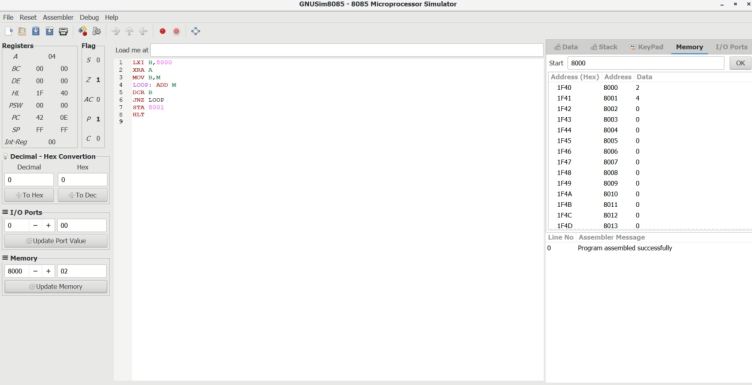 GNUSim8085 - 8085 Microprocessor Simulator
File Reset Assembler Debug Help
Registers
A 04
BC 00 00
DE 00 00
HL 1F 40
PSW 00 00
PC 42 0E
SP FF FF
Int-Reg 00
Flag
S 0
Z 1
AC 0
P 1
C 0
Decimal - Hex Convertion
Decimal Hex
0 0
To Hex To Dec
I/O Ports
0 − + 00
Update Port Value
Memory
8000 − + 02
Update Memory
Load me at
1 LXI H,8000
2 XRA A
3 MOV B,M
4 LOOP: ADD M
5 DCR B
6 JNZ LOOP
7 STA 8001
8 HLT
9
Data Stack KeyPad Memory I/O Ports
Start 8000 OK
Address (Hex) Address Data
1F40 8000 2
1F41 8001 4
1F42 8002 0
1F43 8003 0
1F44 8004 0
1F45 8005 0
1F46 8006 0
1F47 8007 0
1F48 8008 0
1F49 8009 0
1F4A 8010 0
1F4B 8011 0
1F4C 8012 0
1F4D 8013 0
Line No Assembler Message
0 Program assembled successfully